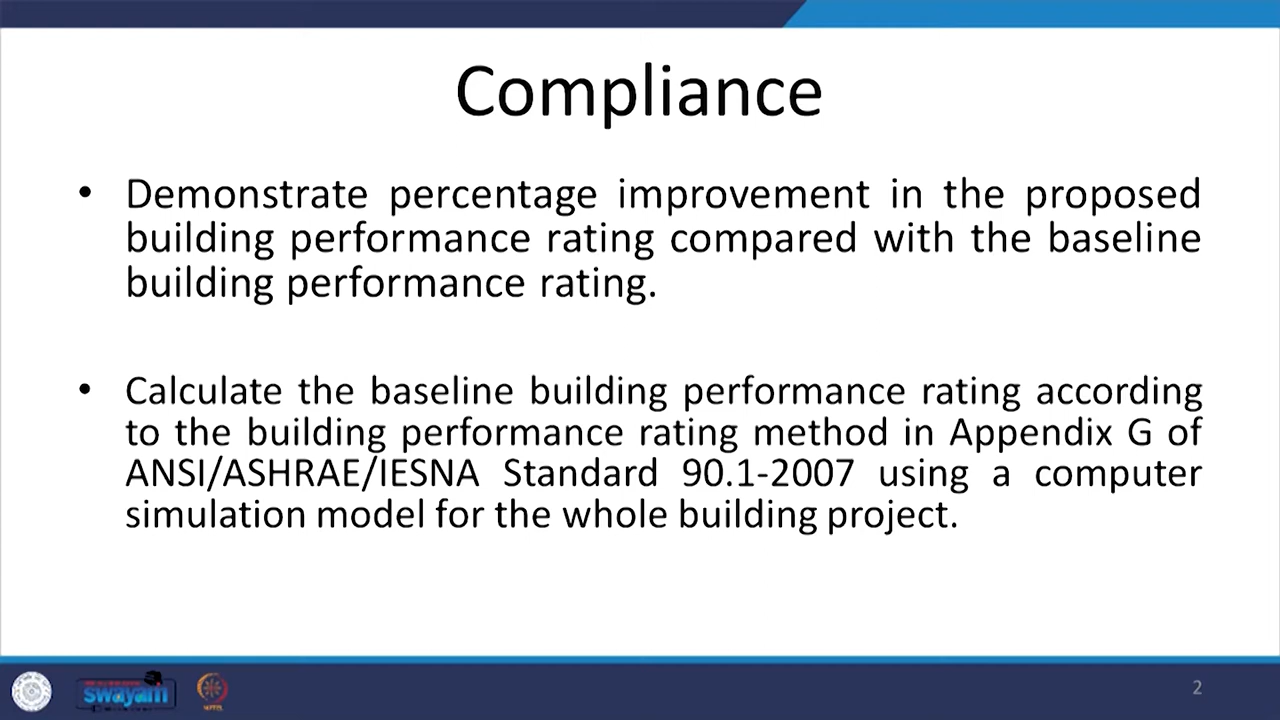 Compliance
• Demonstrate percentage improvement in the proposed
building performance rating compared with the baseline
building performance rating.
• Calculate the baseline building performance rating according
to the building performance rating method in Appendix G of
ANSI/ASHRAE/IESNA Standard 90.1-2007 using a computer
simulation model for the whole building project.
swayam
2